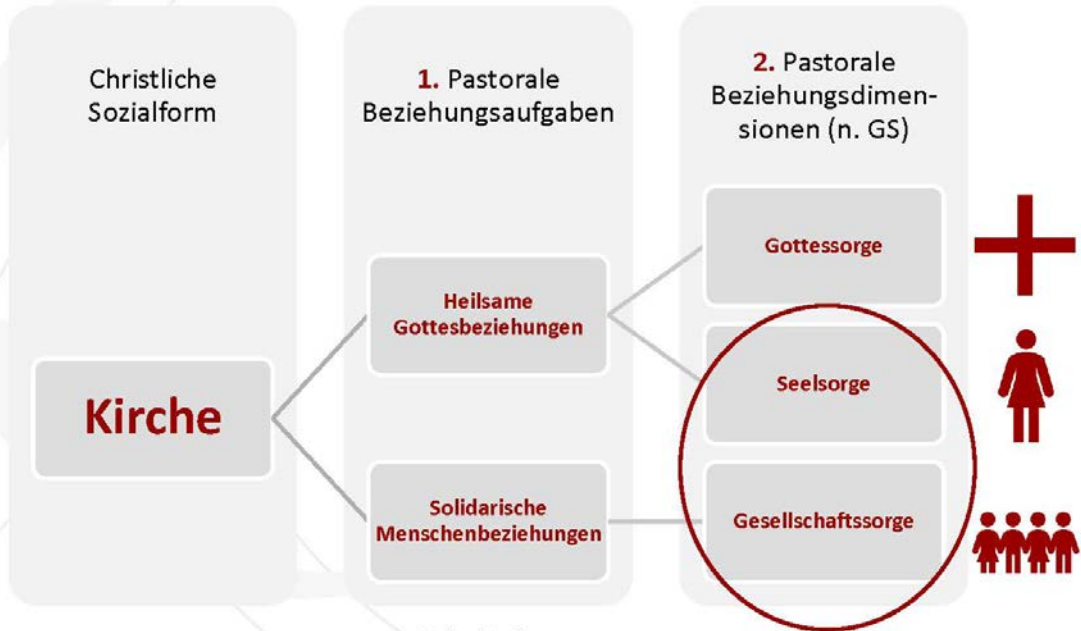 Christliche
Sozialform
Kirche
1. Pastorale
Beziehungsaufgaben
Heilsame
Gottesbeziehungen
Solidarische
Menschenbeziehungen
2. Pastorale
Beziehungsdimen-
sionen (n. GS)
Gottessorge
Seelsorge
Gesellschaftssorge